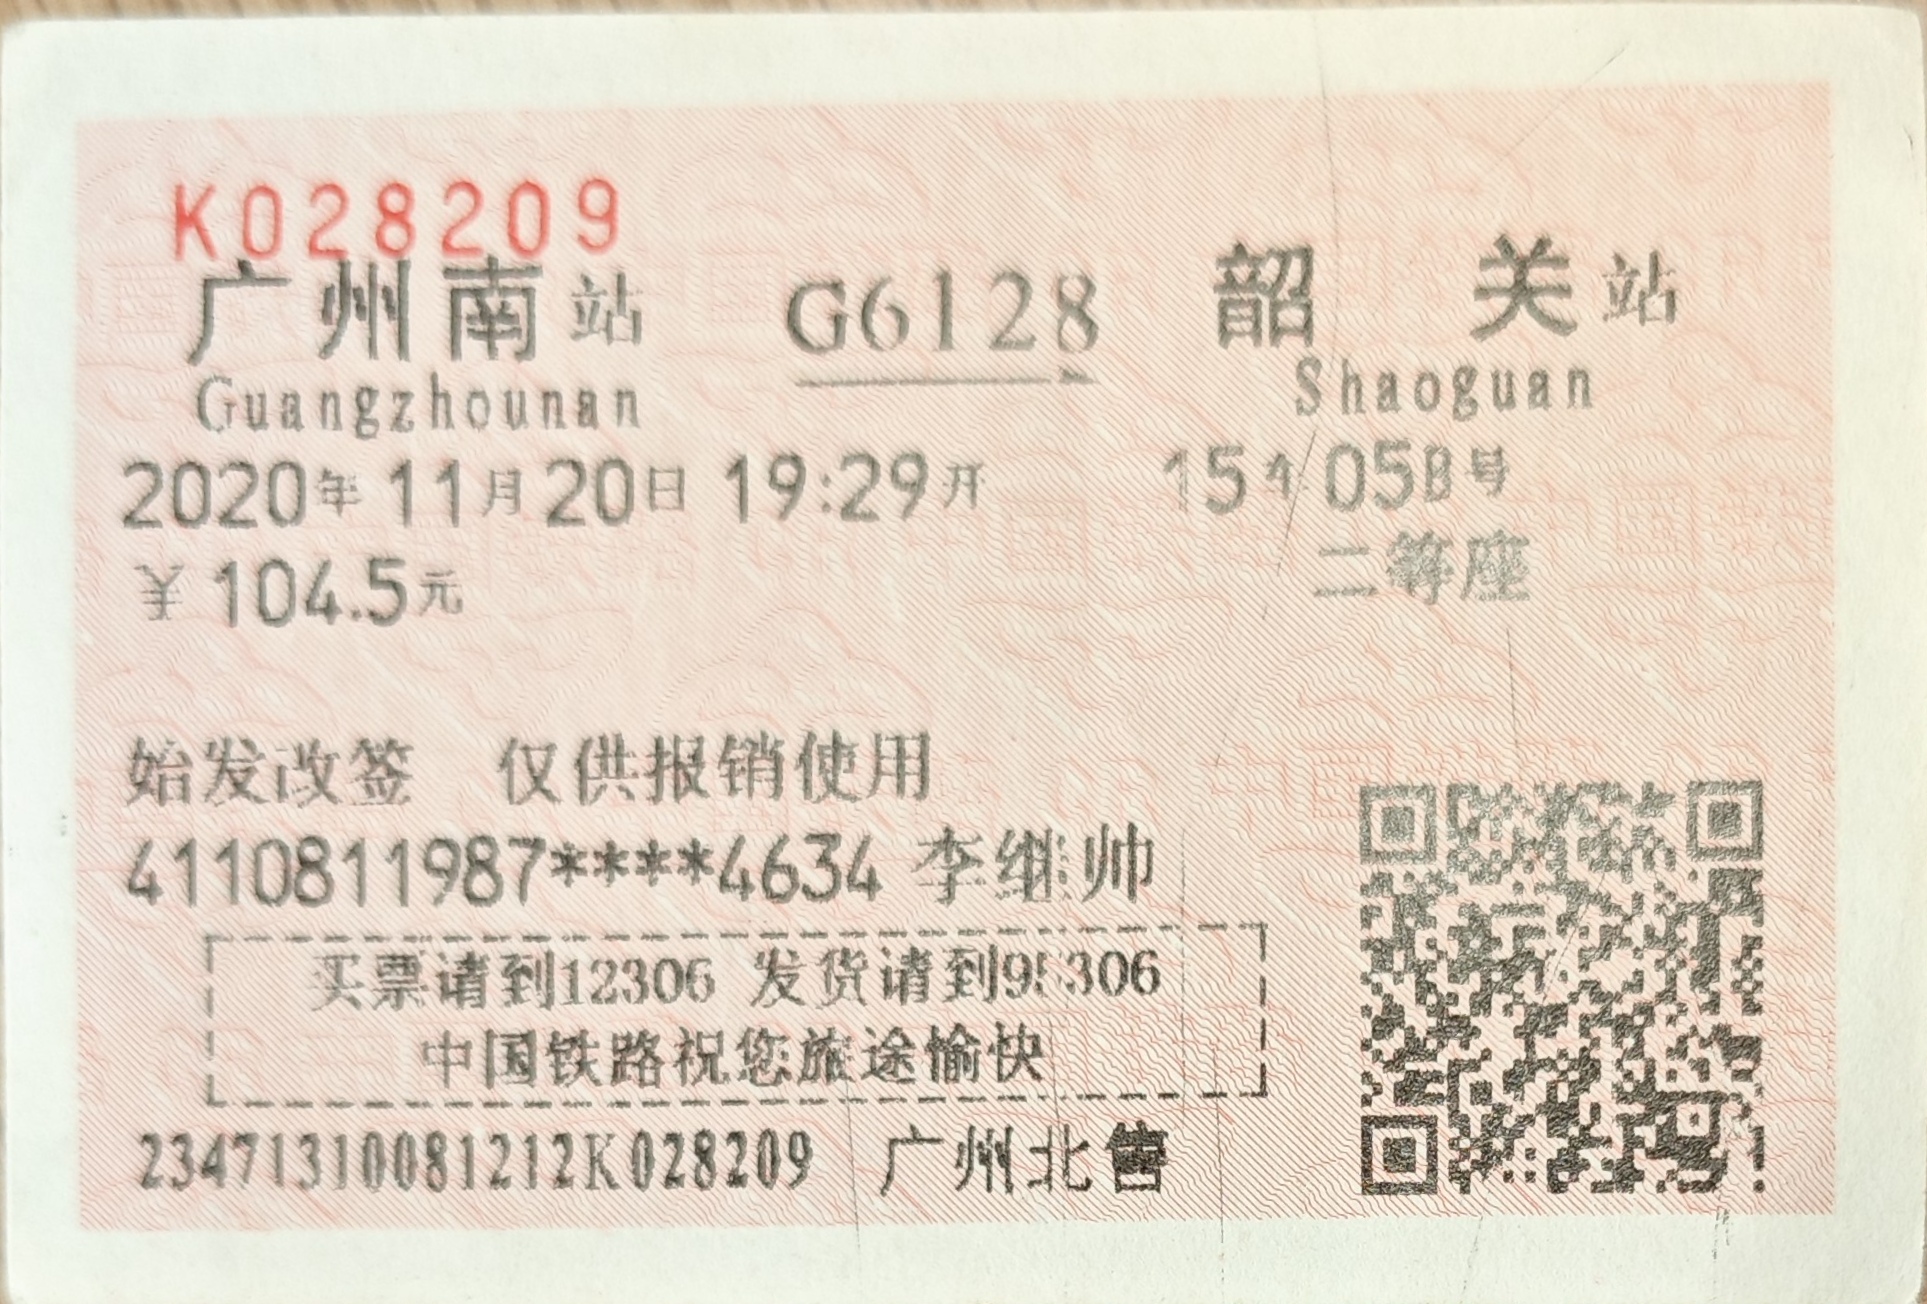 K028209
广州南站 G6128 韶关站
Guangzhounan Shaoguan
2020年11月20日 19:29开 15车05B号
￥104.5元 二等座
始发改签 仅供报销使用
4110811987****4634 李继帅
买票请到12306 发货请到95306
中国铁路祝您旅途愉快
23471310081212K028209 广州北售